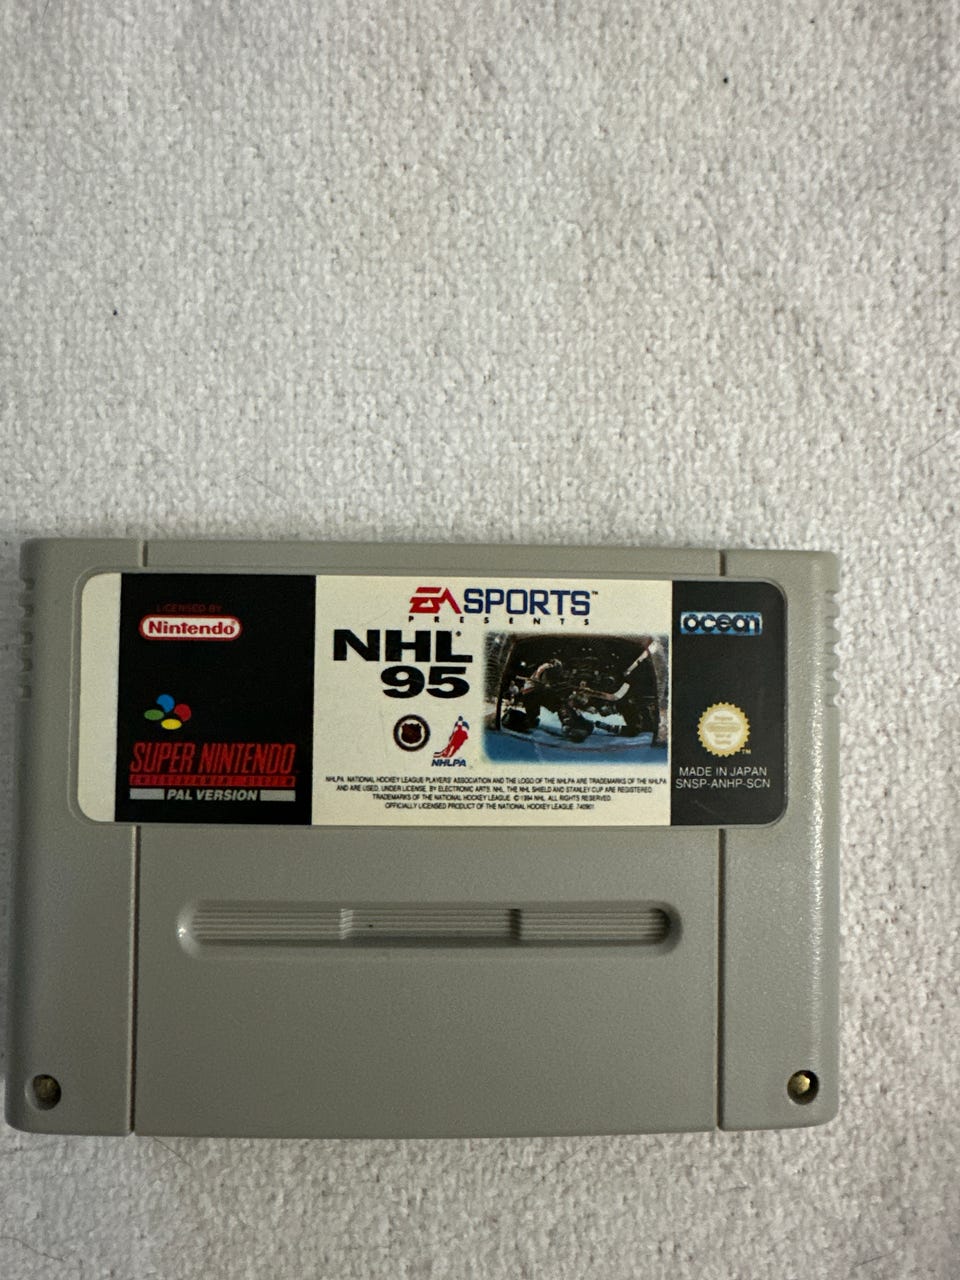 LICENSED BY
Nintendo
SUPER NINTENDO
ENTERTAINMENT SYSTEM
PAL VERSION
EA SPORTS™
PRESENTS
NHL®
95
NHLPA
NHLPA, NATIONAL HOCKEY LEAGUE PLAYERS' ASSOCIATION AND THE LOGO OF THE NHLPA ARE TRADEMARKS OF THE NHLPA
AND ARE USED, UNDER LICENSE, BY ELECTRONIC ARTS. NHL, THE NHL SHIELD AND STANLEY CUP ARE REGISTERED
TRADEMARKS OF THE NATIONAL HOCKEY LEAGUE. © 1994 NHL. ALL RIGHTS RESERVED.
OFFICIALLY LICENSED PRODUCT OF THE NATIONAL HOCKEY LEAGUE. 740901.
ocean
TM
MADE IN JAPAN
SNSP-ANHP-SCN